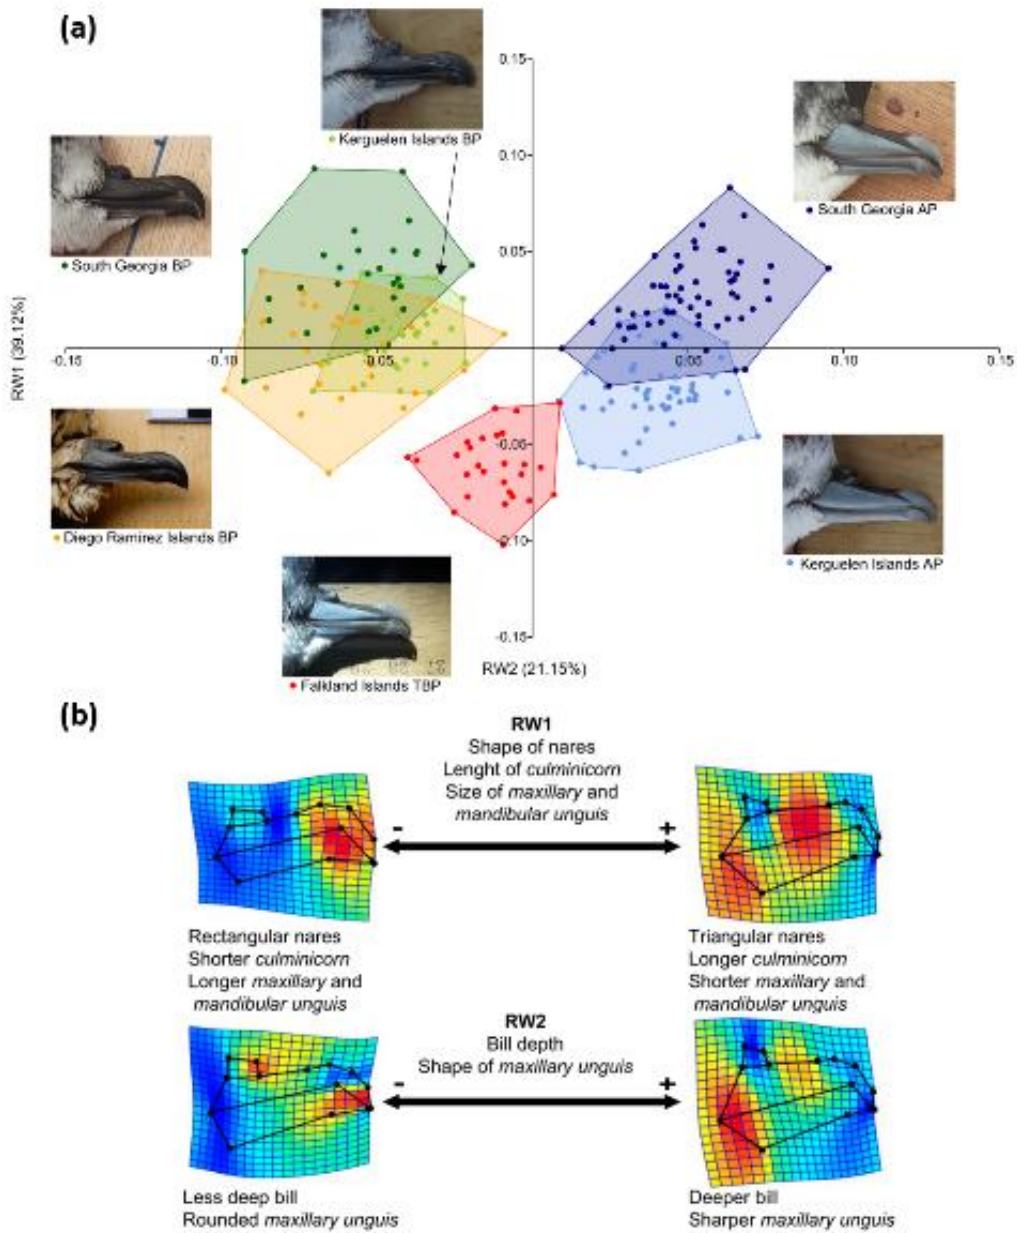 (a)
Kerguelen Islands BP
South Georgia BP
South Georgia AP
0.15
0.10
0.05
-0.15
-0.10
-0.05
0.05
0.10
0.15
-0.05
-0.10
-0.15
RW1 (39.12%)
RW2 (21.15%)
Diego Ramirez Islands BP
Kerguelen Islands AP
Falkland Islands TBP
(b)
RW1
Shape of nares
Lenght of culminicorn
Size of maxillary and
mandibular unguis
-
+
Rectangular nares
Shorter culminicorn
Longer maxillary and
mandibular unguis
Triangular nares
Longer culminicorn
Shorter maxillary and
mandibular unguis
RW2
Bill depth
Shape of maxillary unguis
-
+
Less deep bill
Rounded maxillary unguis
Deeper bill
Sharper maxillary unguis